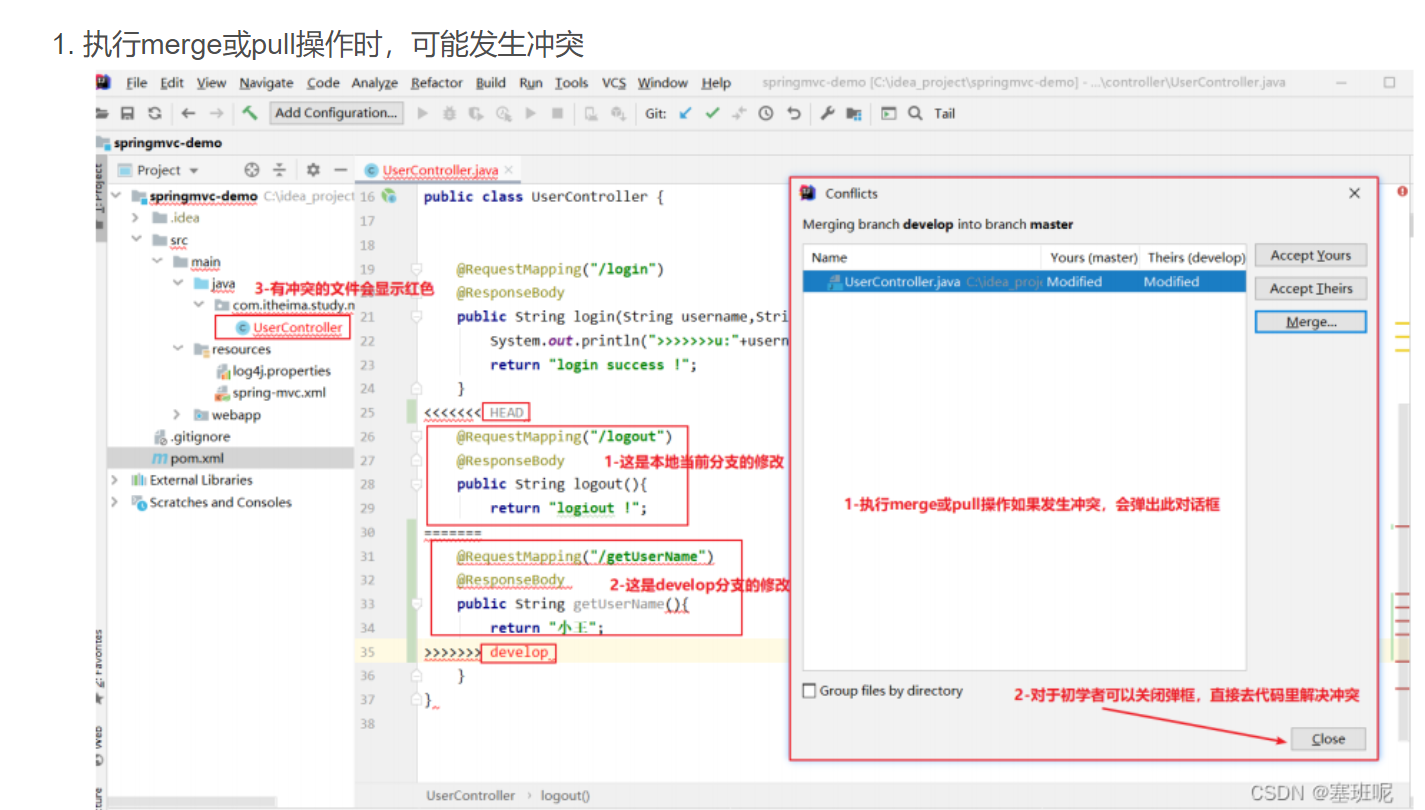 1. 执行merge或pull操作时，可能发生冲突
File Edit View Navigate Code Analyze Refactor Build Run Tools VCS Window Help springmvc-demo [C:\idea_project\springmvc-demo] - ...\controller\UserController.java
Add Configuration... Git: Tail
springmvc-demo
1: Project
Project
springmvc-demo C:\idea_project
.idea
src
main
java
3-有冲突的文件会显示红色
com.itheima.study.n
UserController
resources
log4j.properties
spring-mvc.xml
webapp
.gitignore
pom.xml
External Libraries
Scratches and Consoles
2: Favorites
Web
UserController.java
16 public class UserController {
17
18
19 @RequestMapping("/login")
@ResponseBody
21 public String login(String username,Stri
22 System.out.println(">>>>>>>u:"+usern
23 return "login success !";
24 }
25 <<<<<<< HEAD
26 @RequestMapping("/logout")
27 @ResponseBody 1-这是本地当前分支的修改
28 public String logout(){
29 return "logiout !";
30 =======
31 @RequestMapping("/getUserName")
32 @ResponseBody 2-这是develop分支的修改
33 public String getUserName(){
34 return "小王";
35 >>>>>>> develop
36 }
37 }
38
UserController › logout()
Conflicts
Merging branch develop into branch master
Name Yours (master) Theirs (develop)
UserController.java C:\idea_proj Modified Modified
Accept Yours
Accept Theirs
Merge...
1-执行merge或pull操作如果发生冲突，会弹出此对话框
Group files by directory
2-对于初学者可以关闭弹框，直接去代码里解决冲突
Close
CSDN @塞班呢